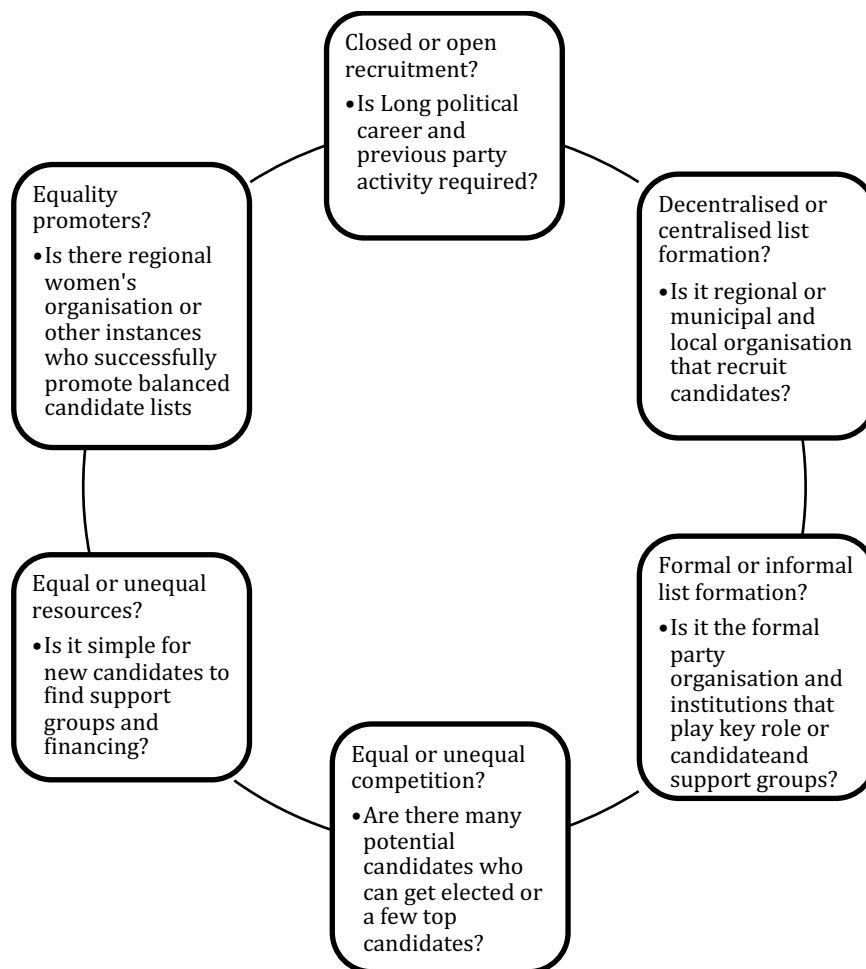 Closed or open
recruitment?
•Is Long political
career and
previous party
activity required?
Decentralised or
centralised list
formation?
•Is it regional or
municipal and
local organisation
that recruit
candidates?
Formal or informal
list formation?
•Is it the formal
party
organisation and
institutions that
play key role or
candidateand
support groups?
Equal or unequal
competition?
•Are there many
potential
candidates who
can get elected or
a few top
candidates?
Equal or unequal
resources?
•Is it simple for
new candidates to
find support
groups and
financing?
Equality
promoters?
•Is there regional
women's
organisation or
other instances
who successfully
promote balanced
candidate lists